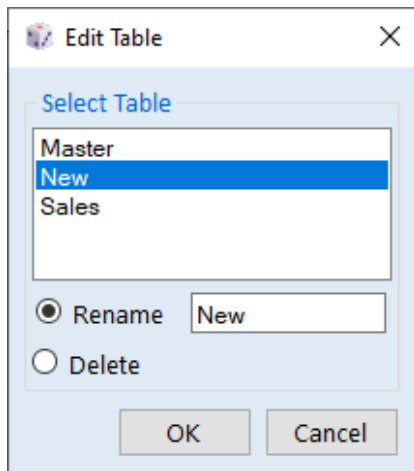 Edit Table
Select Table
Master
New
Sales
Rename New
Delete
OK Cancel